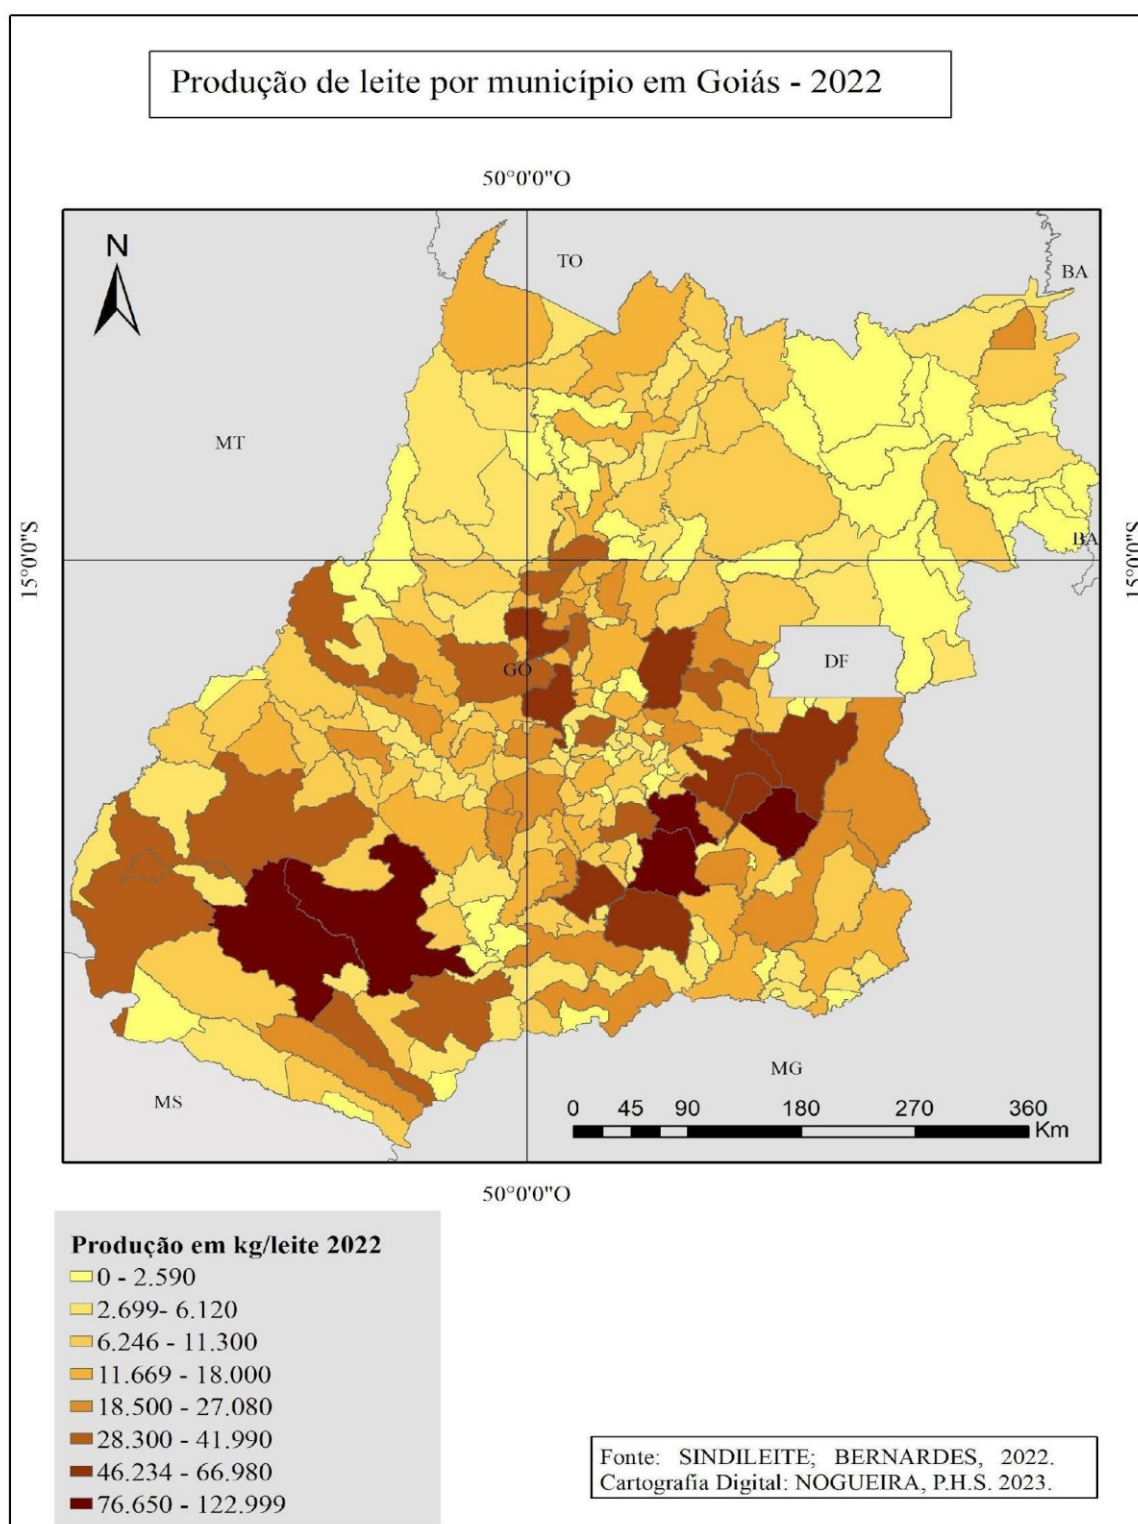 Produção de leite por município em Goiás - 2022
50°0'0"O
N
TO
BA
MT
15°0'0"S
BA
15°0'0"S
GO
DF
MG
MS
0 45 90 180 270 360
Km
50°0'0"O
Produção em kg/leite 2022
0 - 2.590
2.699- 6.120
6.246 - 11.300
11.669 - 18.000
18.500 - 27.080
28.300 - 41.990
46.234 - 66.980
76.650 - 122.999
Fonte: SINDILEITE; BERNARDES, 2022.
Cartografia Digital: NOGUEIRA, P.H.S. 2023.